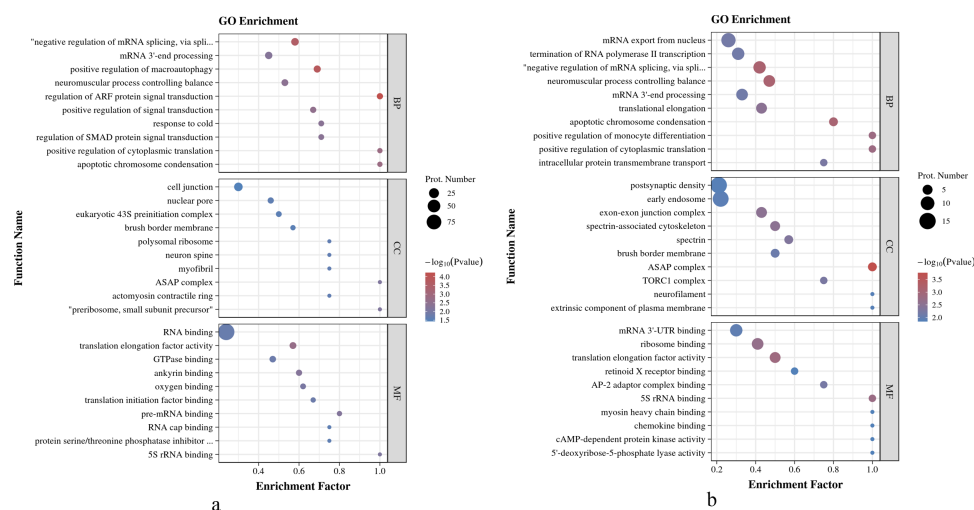 GO Enrichment
"negative regulation of mRNA splicing, via spli...
mRNA 3'-end processing
positive regulation of macroautophagy
neuromuscular process controlling balance
regulation of ARF protein signal transduction
positive regulation of signal transduction
response to cold
regulation of SMAD protein signal transduction
positive regulation of cytoplasmic translation
apoptotic chromosome condensation
BP
cell junction
nuclear pore
eukaryotic 43S preinitiation complex
brush border membrane
polysomal ribosome
neuron spine
myofibril
ASAP complex
actomyosin contractile ring
"preribosome, small subunit precursor"
CC
RNA binding
translation elongation factor activity
GTPase binding
ankyrin binding
oxygen binding
translation initiation factor binding
pre-mRNA binding
RNA cap binding
protein serine/threonine phosphatase inhibitor ...
5S rRNA binding
MF
0.4 0.6 0.8 1.0
Enrichment Factor
Function Name
Prot. Number
25
50
75
−log10(Pvalue)
4.0
3.5
3.0
2.5
2.0
1.5
a
GO Enrichment
mRNA export from nucleus
termination of RNA polymerase II transcription
"negative regulation of mRNA splicing, via spli...
neuromuscular process controlling balance
mRNA 3'-end processing
translational elongation
apoptotic chromosome condensation
positive regulation of monocyte differentiation
positive regulation of cytoplasmic translation
intracellular protein transmembrane transport
BP
postsynaptic density
early endosome
exon-exon junction complex
spectrin-associated cytoskeleton
spectrin
brush border membrane
ASAP complex
TORC1 complex
neurofilament
extrinsic component of plasma membrane
CC
mRNA 3'-UTR binding
ribosome binding
translation elongation factor activity
retinoid X receptor binding
AP-2 adaptor complex binding
5S rRNA binding
myosin heavy chain binding
chemokine binding
cAMP-dependent protein kinase activity
5'-deoxyribose-5-phosphate lyase activity
MF
0.2 0.4 0.6 0.8 1.0
Enrichment Factor
Function Name
Prot. Number
5
10
15
−log10(Pvalue)
3.5
3.0
2.5
2.0
b